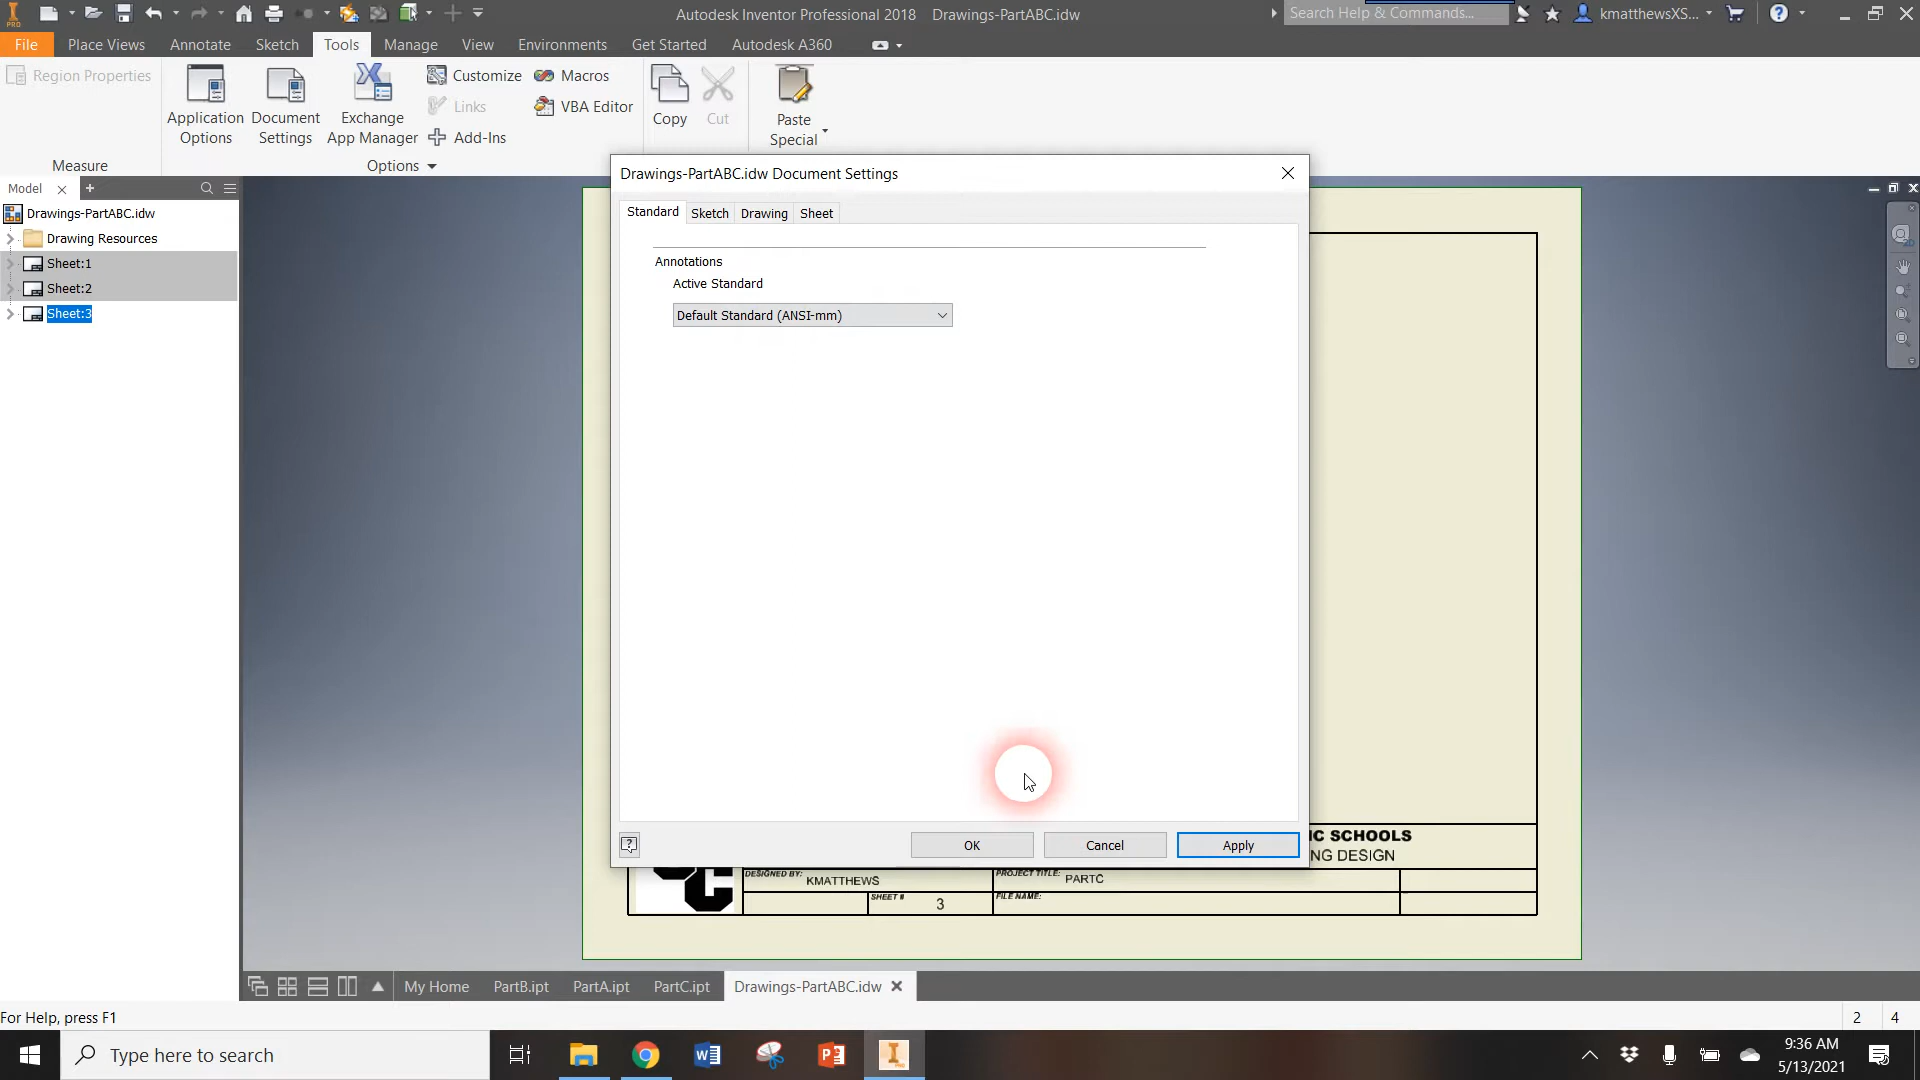 Autodesk Inventor Professional 2018 Drawings-PartABC.idw
Search Help & Commands...
kmatthewsXS...
PRO
File Place Views Annotate Sketch Tools Manage View Environments Get Started Autodesk A360
Region Properties
Application Options
Document Settings
Exchange App Manager
Customize
Links
Add-Ins
Macros
VBA Editor
Copy
Cut
Paste Special
Measure
Options
Model
Drawings-PartABC.idw
Drawing Resources
Sheet:1
Sheet:2
Sheet:3
Drawings-PartABC.idw Document Settings
Standard Sketch Drawing Sheet
Annotations
Active Standard
Default Standard (ANSI-mm)
OK Cancel Apply
IC SCHOOLS
NG DESIGN
DESIGNED BY: KMATTHEWS
PROJECT TITLE: PARTC
SHEET # 3
FILE NAME:
My Home PartB.ipt PartA.ipt PartC.ipt Drawings-PartABC.idw
For Help, press F1
2 4
Type here to search
9:36 AM
5/13/2021